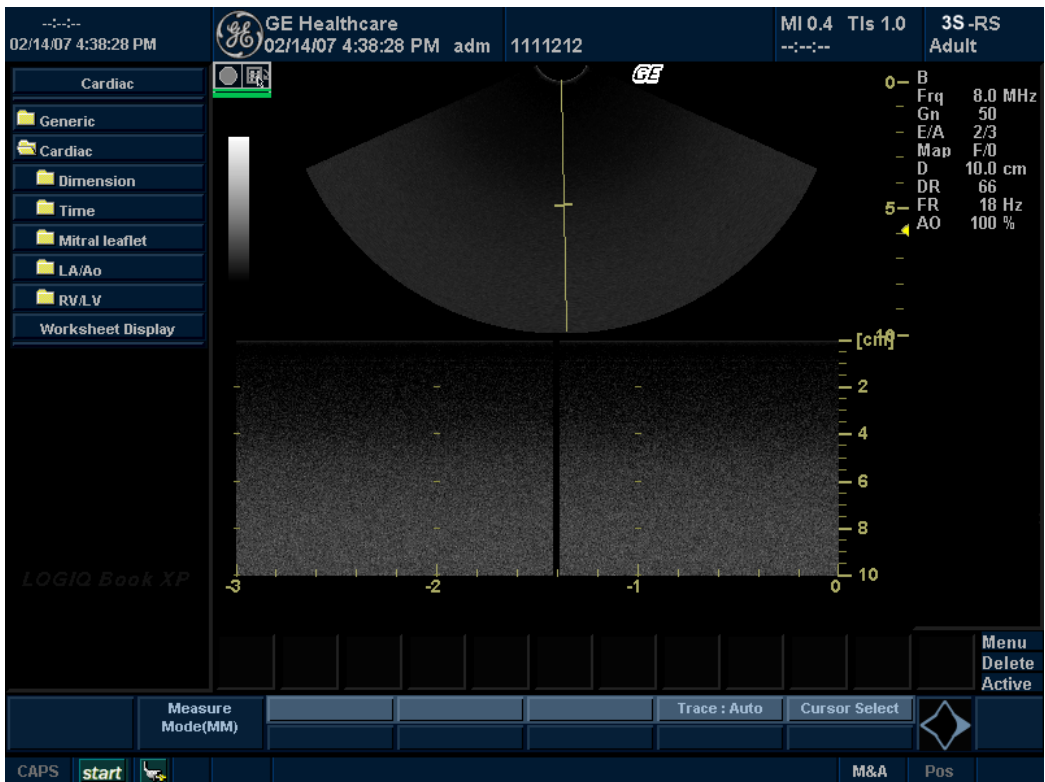 --:--:--
02/14/07 4:38:28 PM
GE Healthcare
02/14/07 4:38:28 PM adm 1111212
MI 0.4 TIs 1.0
--:--:--
3S-RS
Adult
Cardiac
Generic
Cardiac
Dimension
Time
Mitral leaflet
LA/Ao
RV/LV
Worksheet Display
LOGIQ Book XP
GE
0
5
10
B
Frq 8.0 MHz
Gn 50
E/A 2/3
Map F/0
D 10.0 cm
DR 66
FR 18 Hz
AO 100 %
[cm]
2
4
6
8
10
-3 -2 -1 0
Menu
Delete
Active
Measure
Mode(MM)
Trace : Auto
Cursor Select
CAPS start M&A Pos